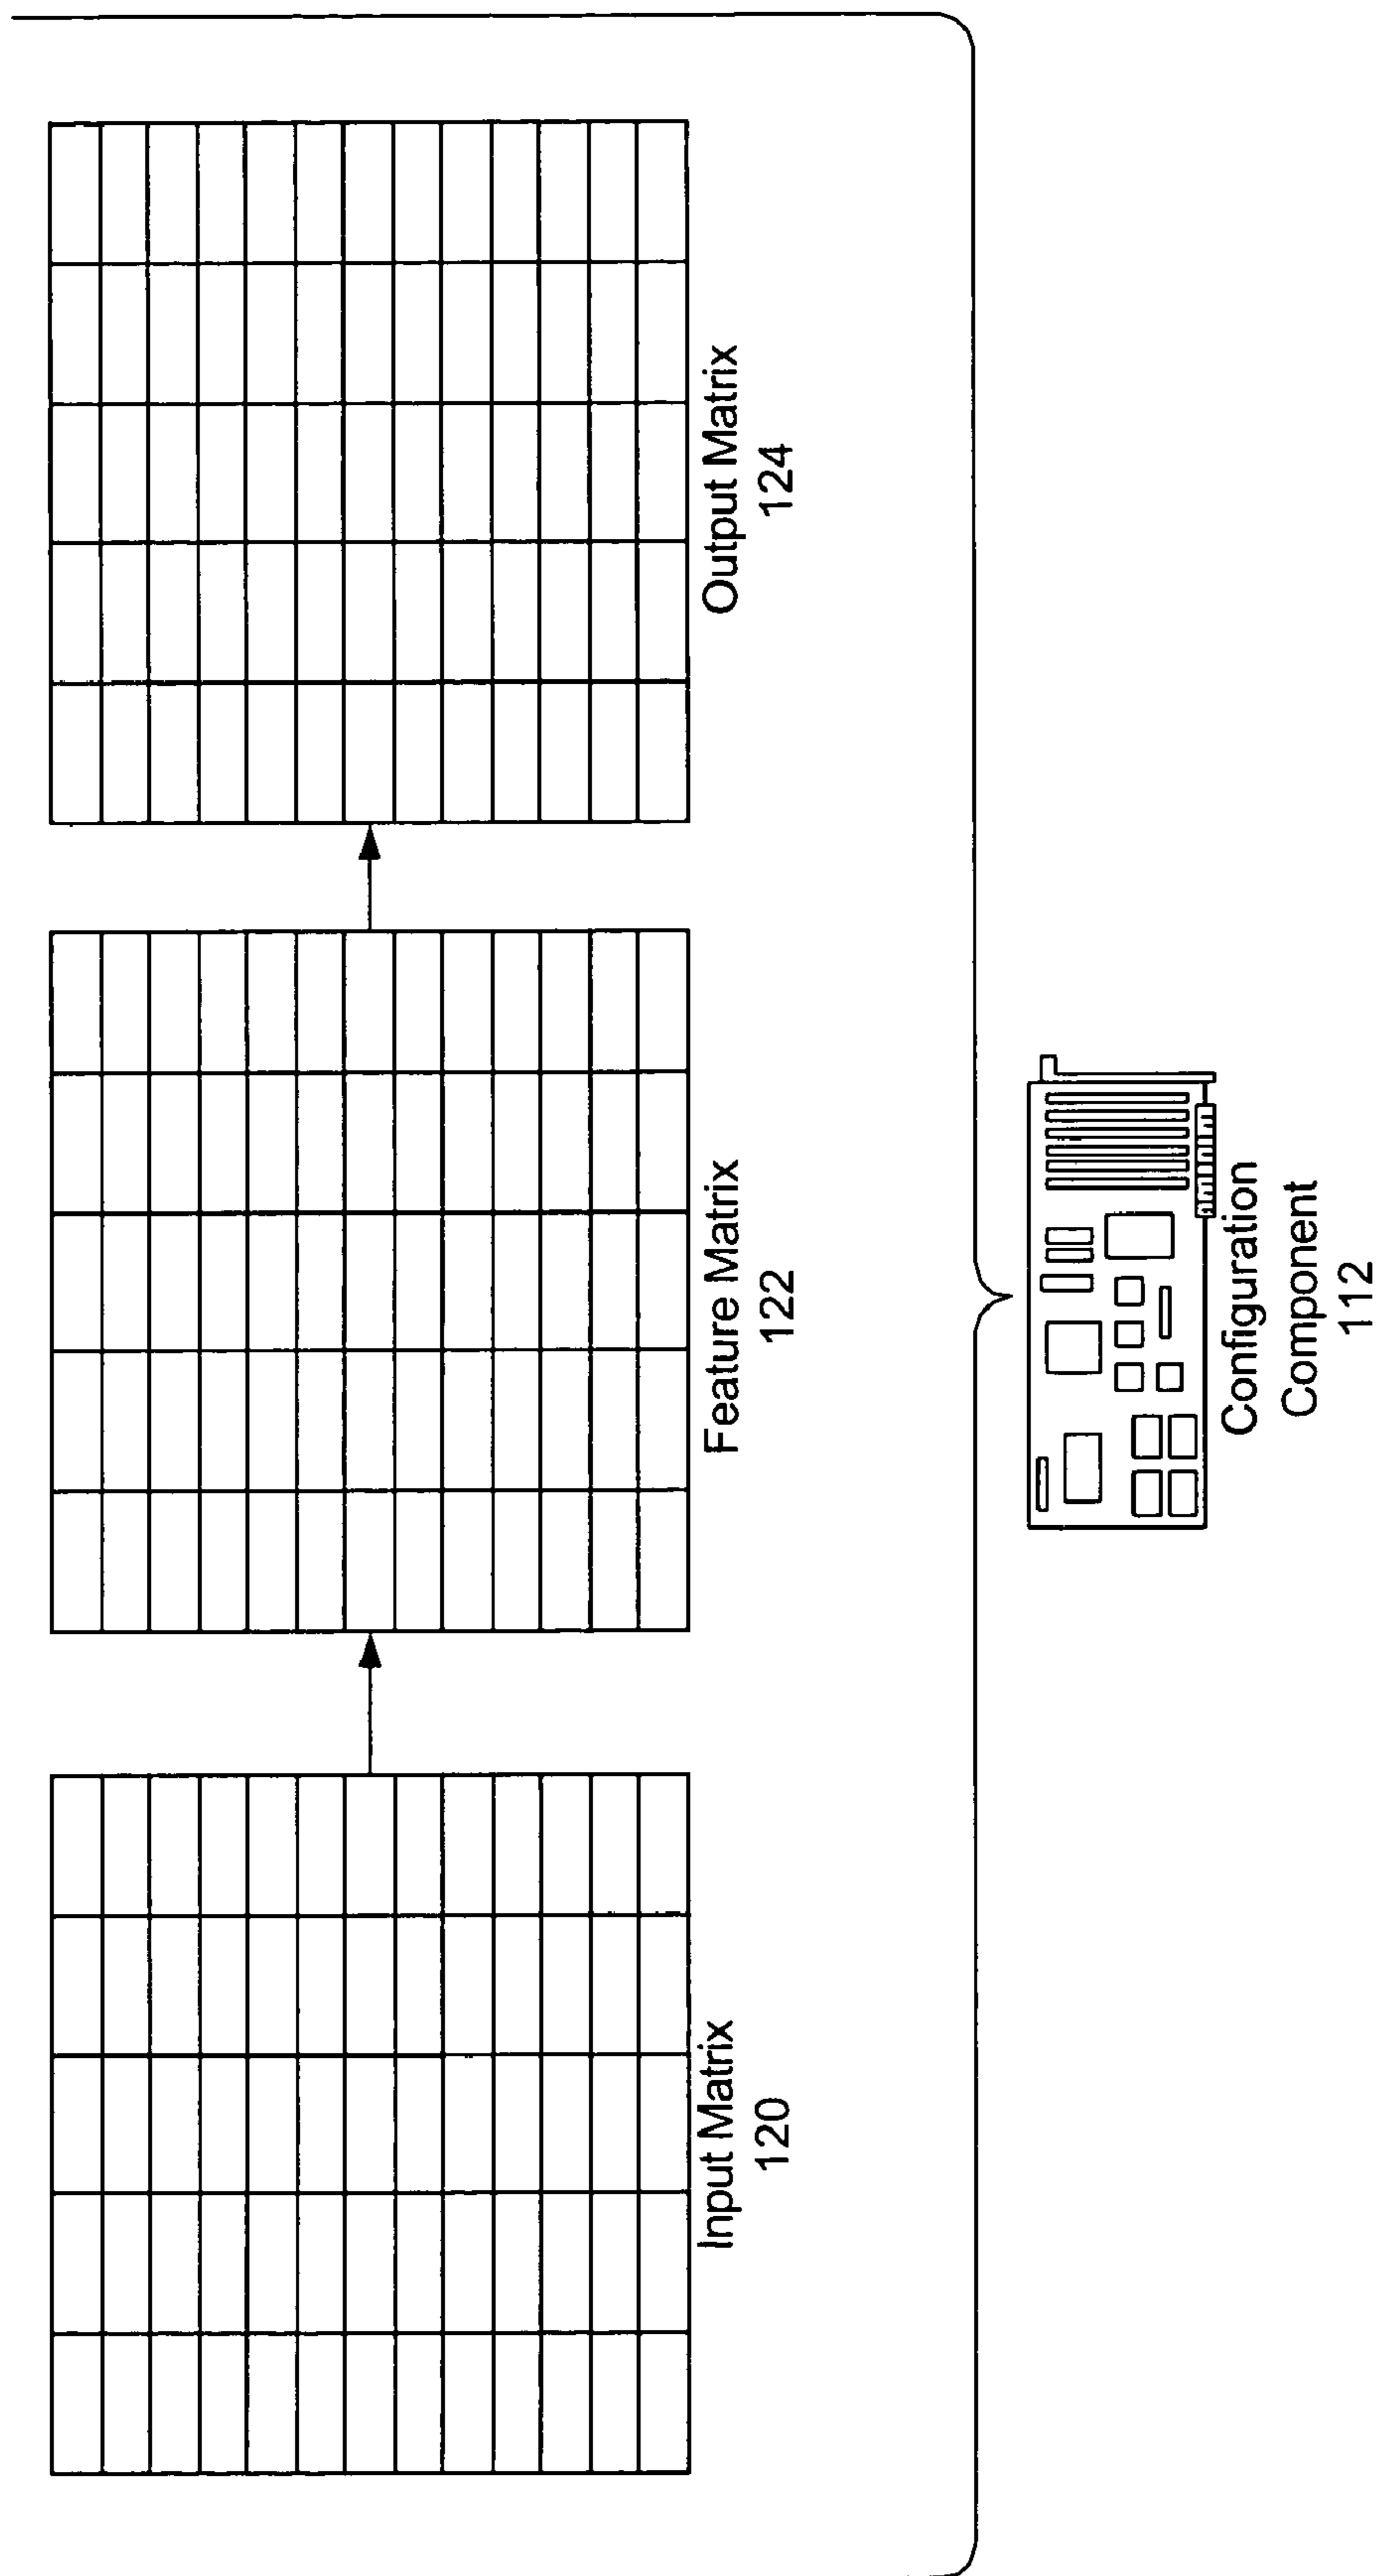 Input Matrix
120
Feature Matrix
122
Output Matrix
124
Configuration
Component
112